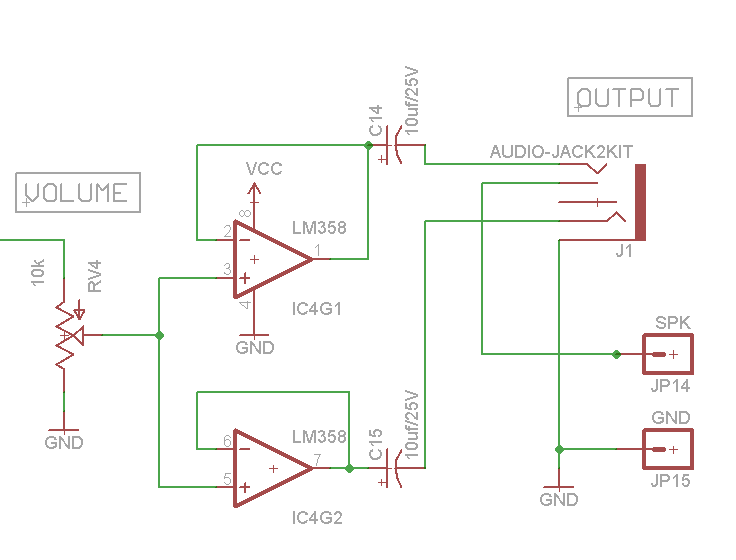 OUTPUT
C14
10uf/25V
AUDIO-JACK2KIT
VCC
VOLUME
8
LM358
2
1
3
J1
10k
RV4
4
IC4G1
GND
SPK
JP14
GND
LM358
C15
10uf/25V
GND
6
7
5
JP15
GND
IC4G2